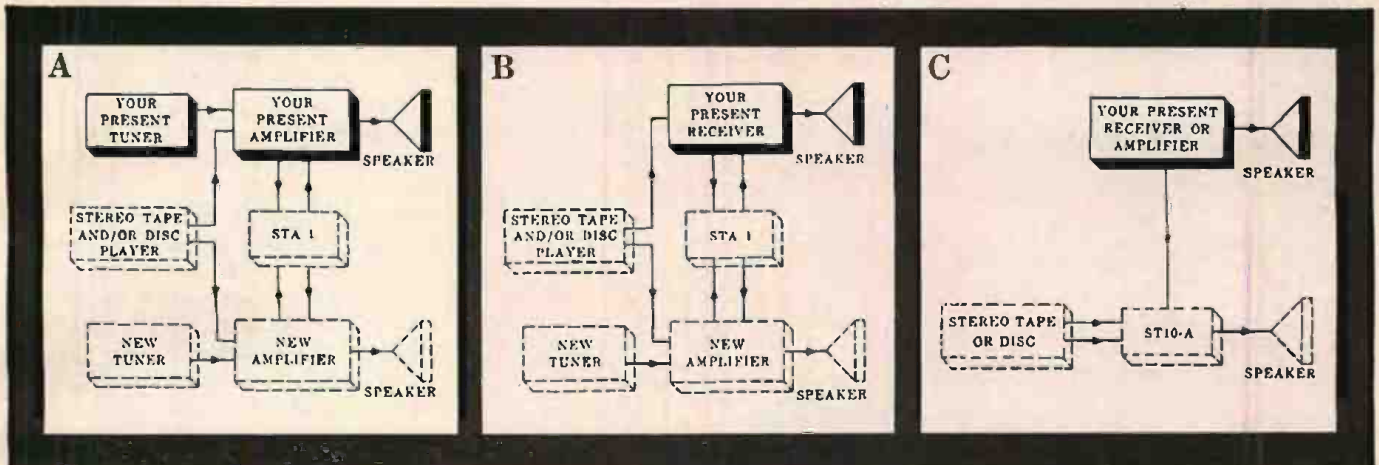 A
YOUR
PRESENT
TUNER
YOUR
PRESENT
AMPLIFIER
SPEAKER
STEREO TAPE
AND/OR DISC
PLAYER
STA 1
NEW
TUNER
NEW
AMPLIFIER
SPEAKER
B
YOUR
PRESENT
RECEIVER
SPEAKER
STEREO TAPE
AND/OR DISC
PLAYER
STA 1
NEW
TUNER
NEW
AMPLIFIER
SPEAKER
C
YOUR PRESENT
RECEIVER OR
AMPLIFIER
SPEAKER
STEREO TAPE
OR DISC
ST10-A
SPEAKER